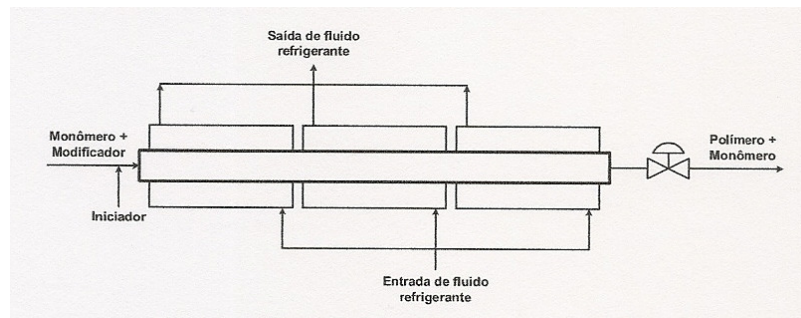 Saída de fluido
refrigerante
Monômero +
Modificador
Iniciador
Polímero +
Monômero
Entrada de fluido
refrigerante